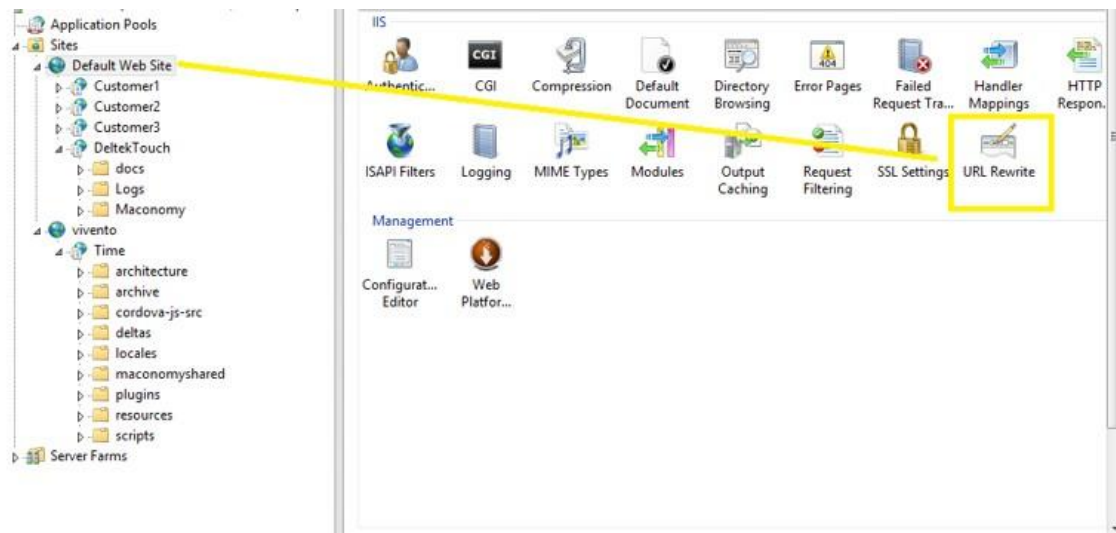 Application Pools
Sites
Default Web Site
Customer1
Customer2
Customer3
DeltekTouch
docs
Logs
Maconomy
vivento
Time
architecture
archive
cordova-js-src
deltas
locales
maconomyshared
plugins
resources
scripts
Server Farms
IIS
Authentic... CGI Compression Default Directory Error Pages Failed Handler HTTP
Document Browsing Request Tra... Mappings Respon.
ISAPI Filters Logging MIME Types Modules Output Request SSL Settings URL Rewrite
Caching Filtering
Management
Configurat... Web
Editor Platfor...